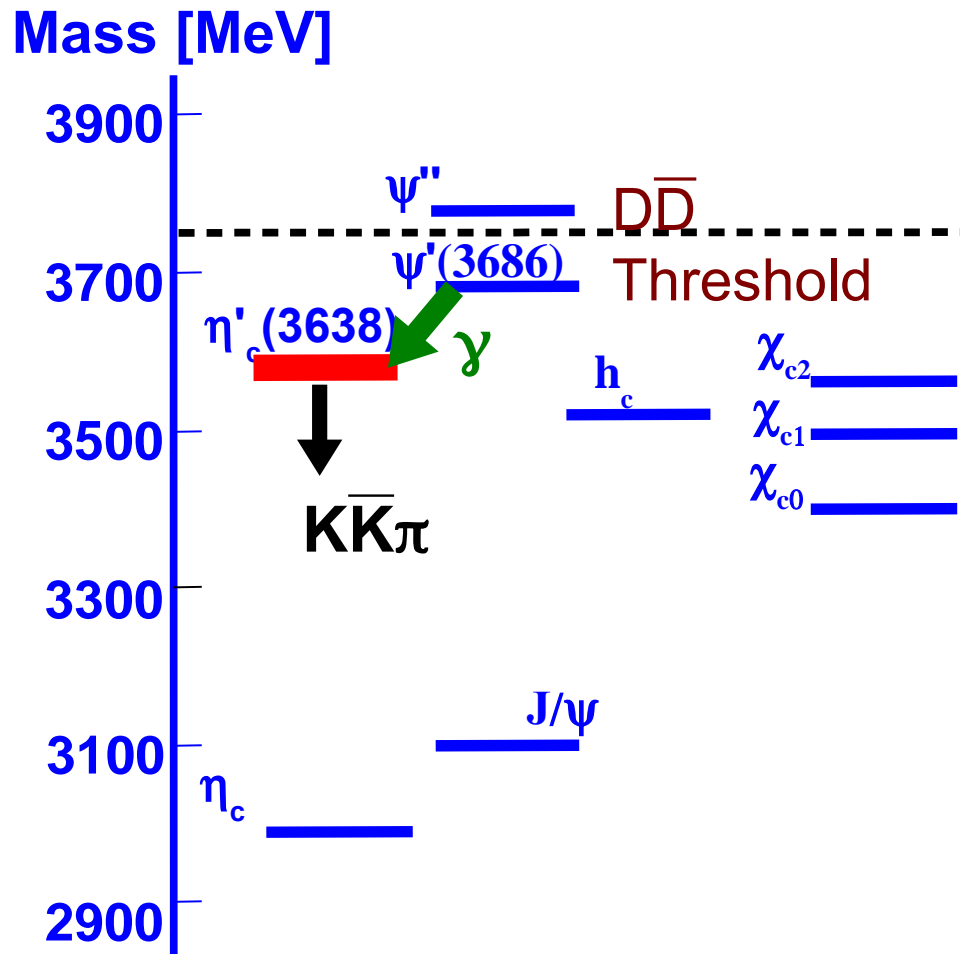 Mass [MeV]
3900
ψ''
DD̅
3700
ψ'(3686)
Threshold
η'c(3638)
γ
hc
χc2
3500
χc1
χc0
KK̅π
3300
J/ψ
3100
ηc
2900